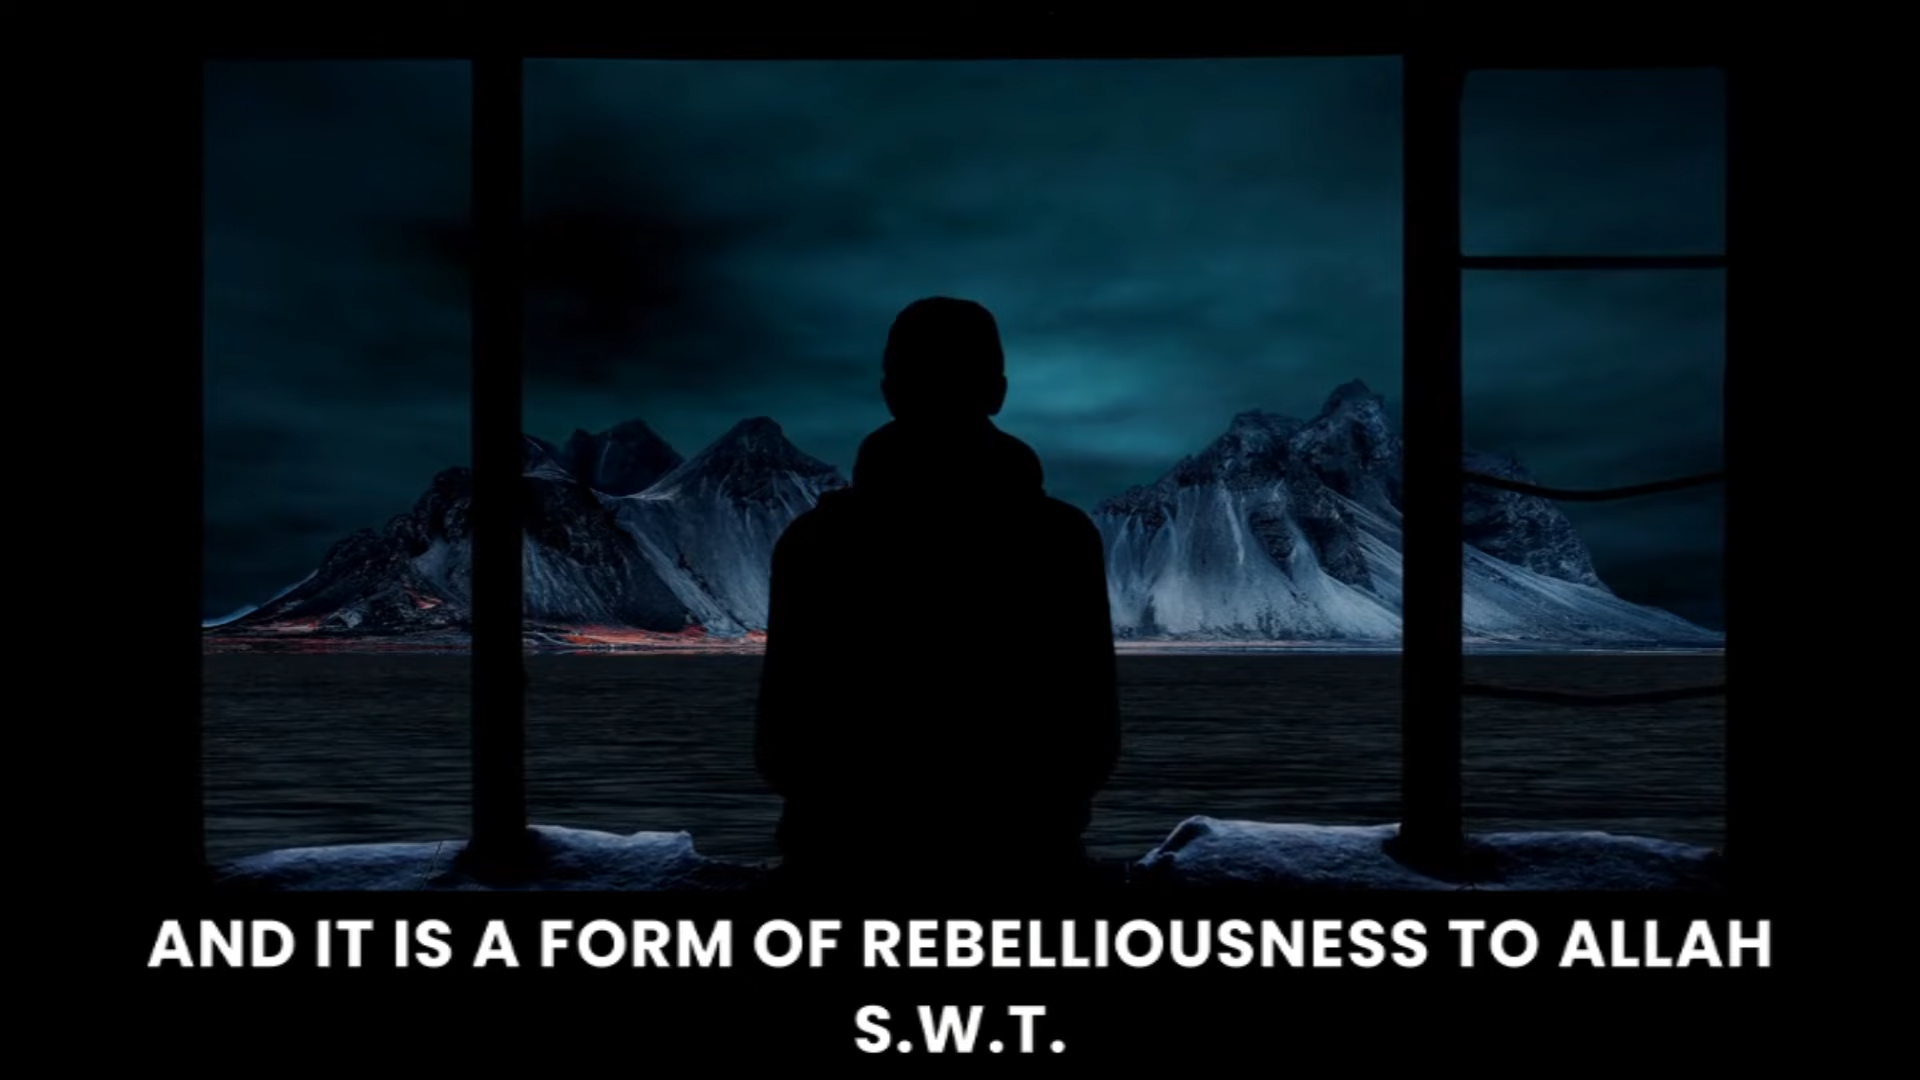 AND IT IS A FORM OF REBELLIOUSNESS TO ALLAH
S.W.T.